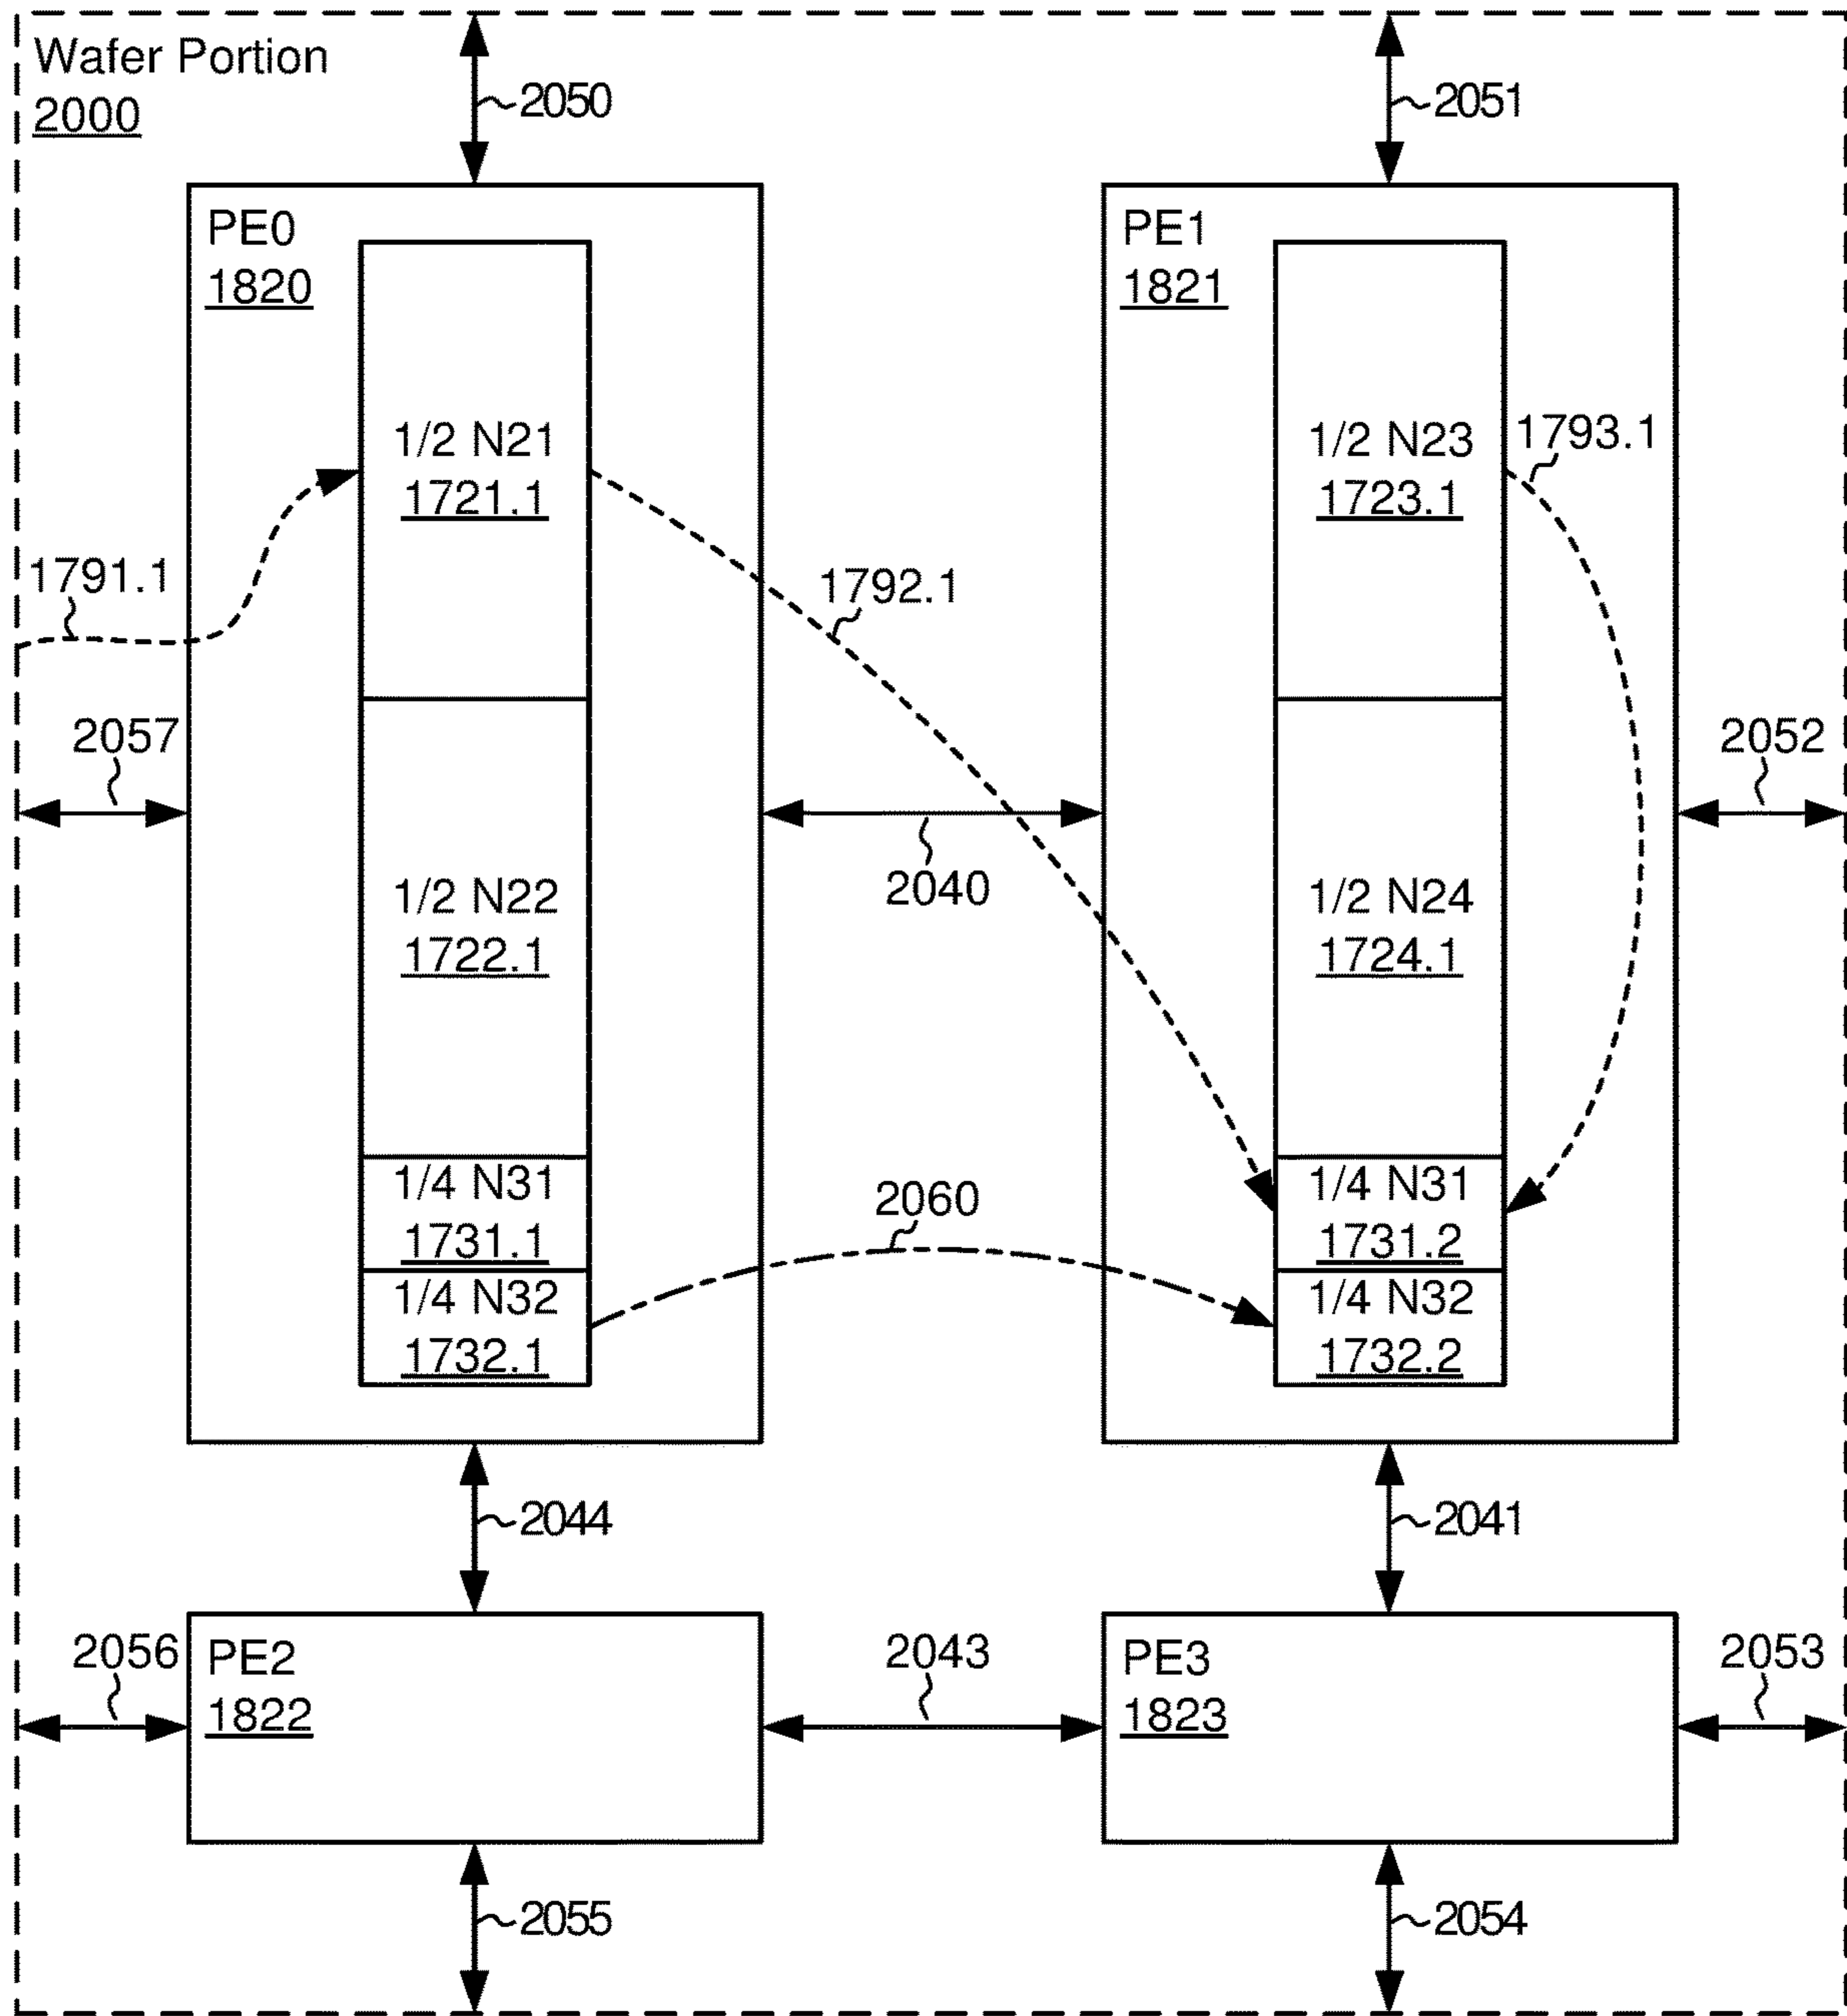 Wafer Portion
2000
2050
2051
PE0
1820
PE1
1821
1/2 N21
1721.1
1/2 N23
1723.1
1793.1
1791.1
1792.1
2057
2052
2040
1/2 N22
1722.1
1/2 N24
1724.1
1/4 N31
1731.1
2060
1/4 N31
1731.2
1/4 N32
1732.1
1/4 N32
1732.2
2044
2041
2056
PE2
1822
2043
PE3
1823
2053
2055
2054